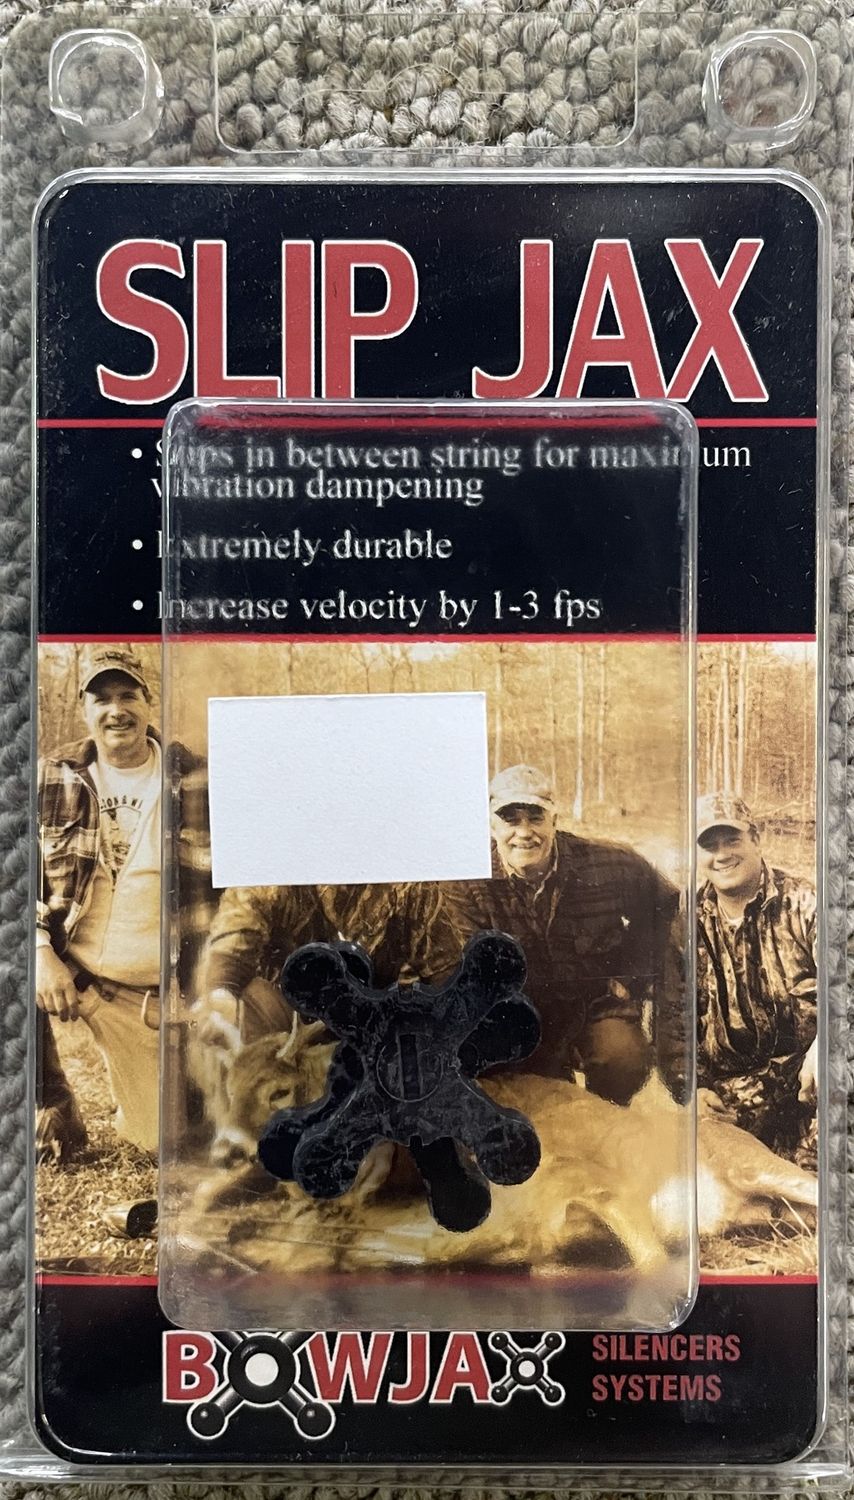 SLIP JAX
• Slips in between string for maximum
vibration dampening
• Extremely durable
• Increase velocity by 1-3 fps
BOWJAX
SILENCERS
SYSTEMS